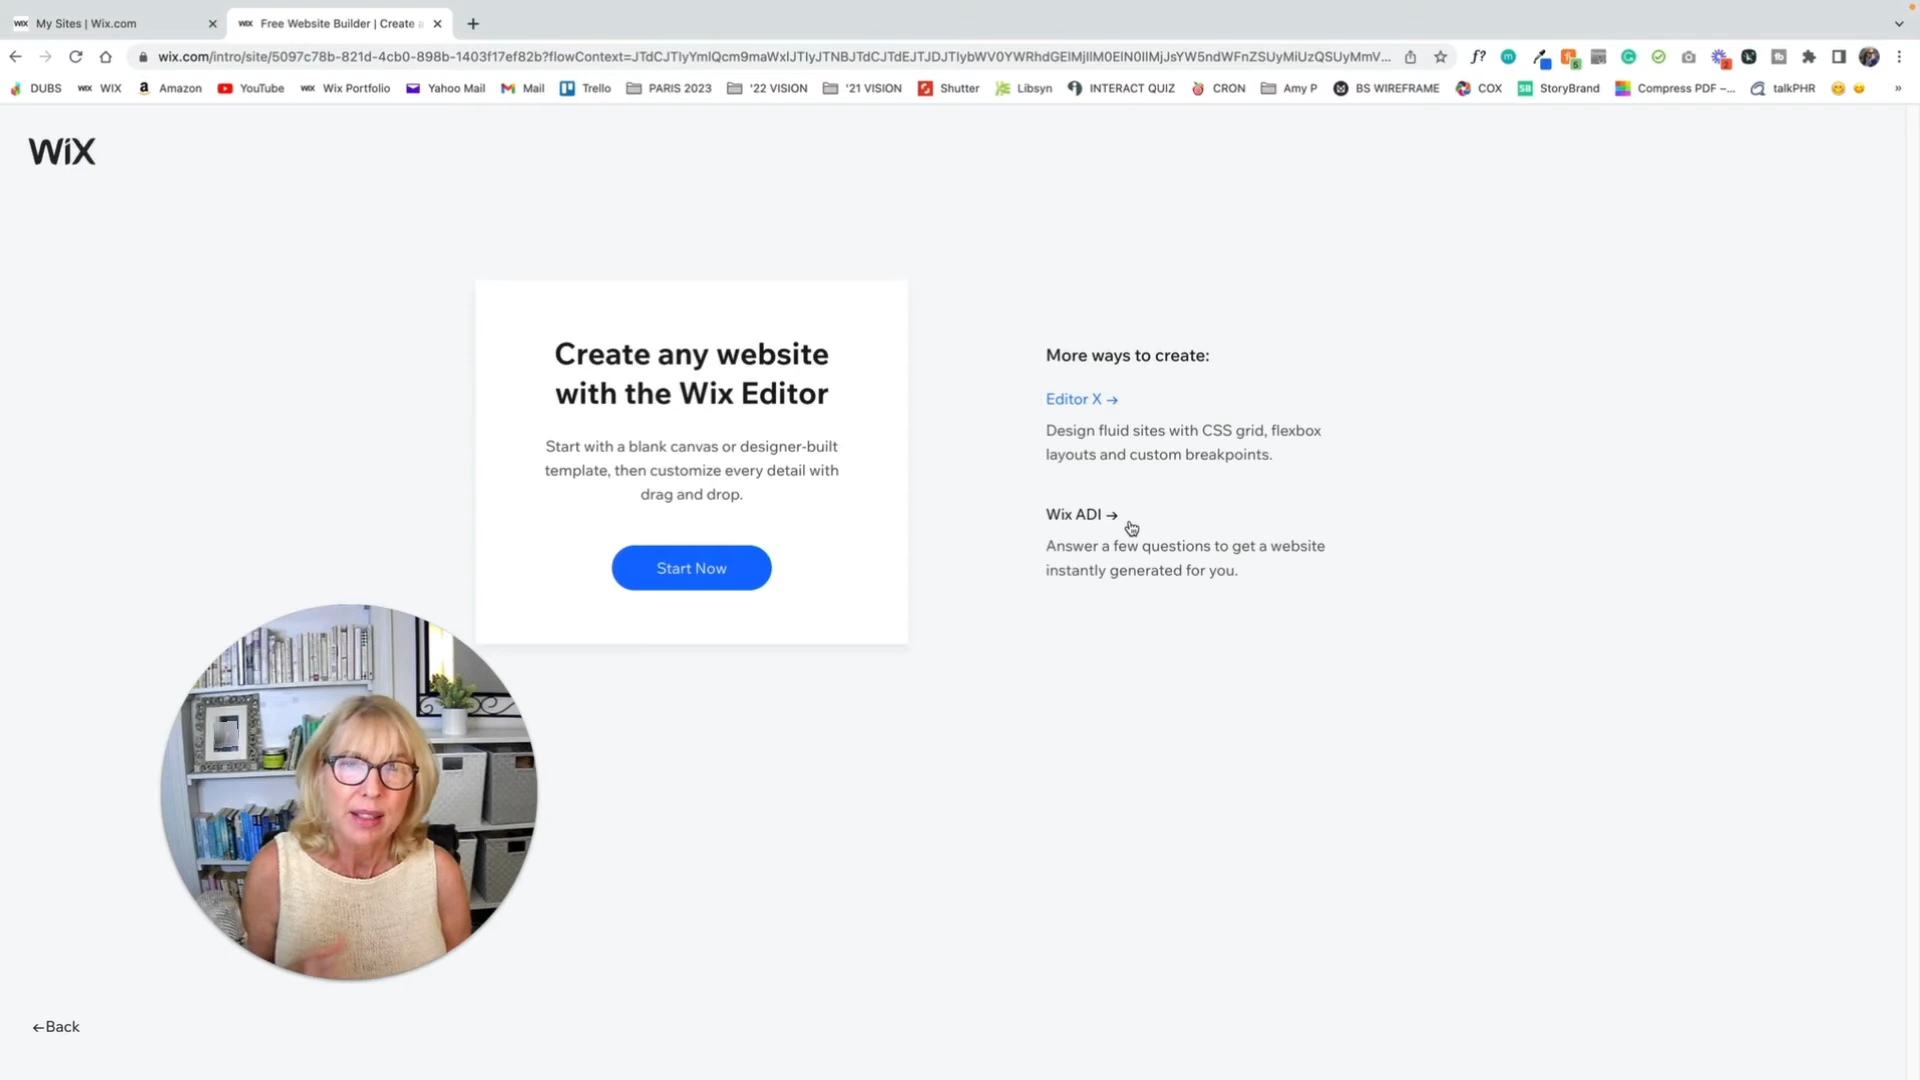 WiX My Sites | Wix.com
WiX Free Website Builder | Create a
wix.com/intro/site/5097c78b-821d-4cb0-898b-1403f17ef82b?flowContext=
DUBS WiX WIX Amazon YouTube WiX Wix Portfolio Yahoo Mail Mail Trello PARIS 2023 '22 VISION '21 VISION Shutter Libsyn INTERACT QUIZ CRON Amy P BS WIREFRAME COX StoryBrand Compress PDF –... talkPHR »
WiX
Create any website
with the Wix Editor
Start with a blank canvas or designer-built
template, then customize every detail with
drag and drop.
Start Now
More ways to create:
Editor X →
Design fluid sites with CSS grid, flexbox
layouts and custom breakpoints.
Wix ADI →
Answer a few questions to get a website
instantly generated for you.
←Back